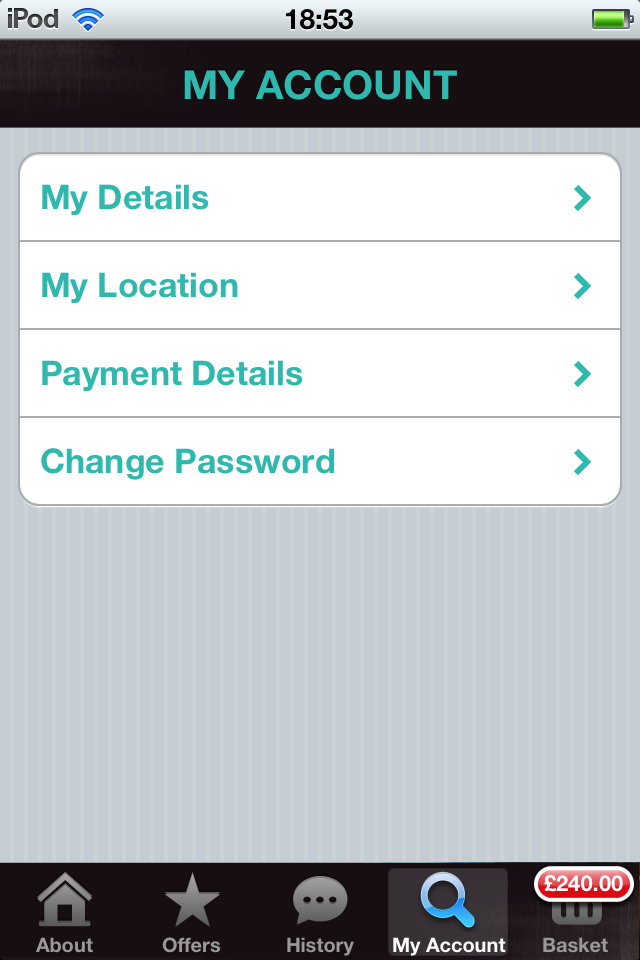 iPod 18:53
MY ACCOUNT
My Details
My Location
Payment Details
Change Password
£240.00
About Offers History My Account Basket